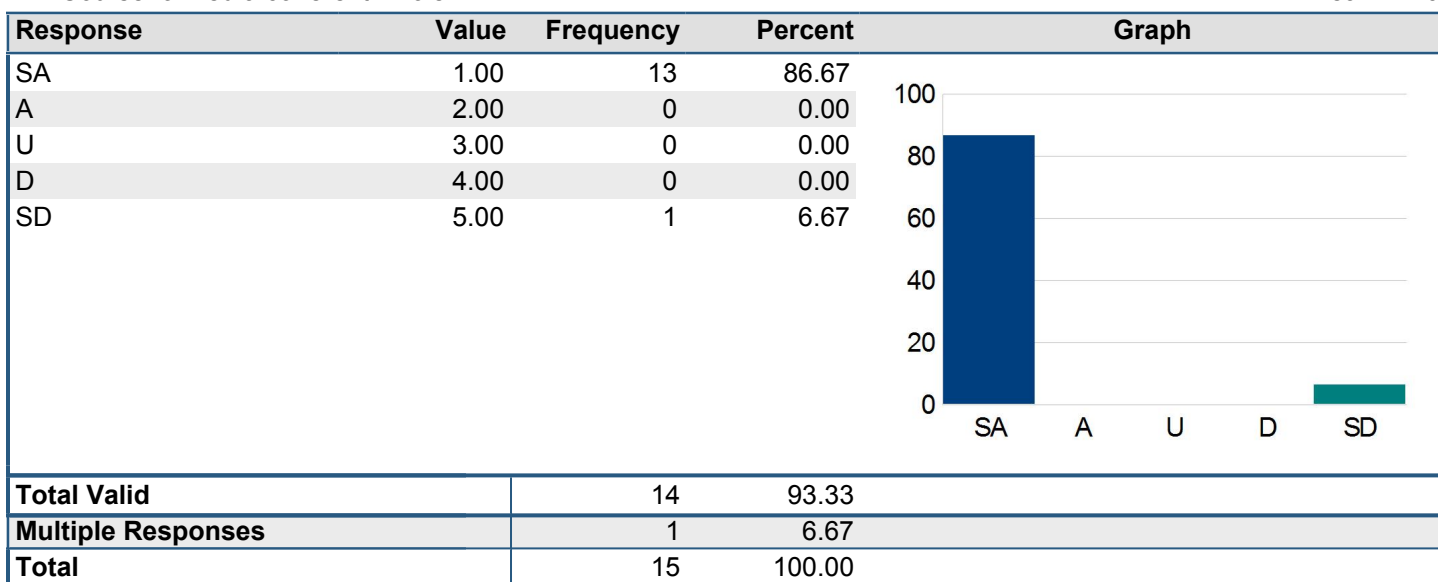 Response Value Frequency Percent Graph
SA 1.00 13 86.67
A 2.00 0 0.00
U 3.00 0 0.00
D 4.00 0 0.00
SD 5.00 1 6.67
100
80
60
40
20
0
SA A U D SD
Total Valid 14 93.33
Multiple Responses 1 6.67
Total 15 100.00